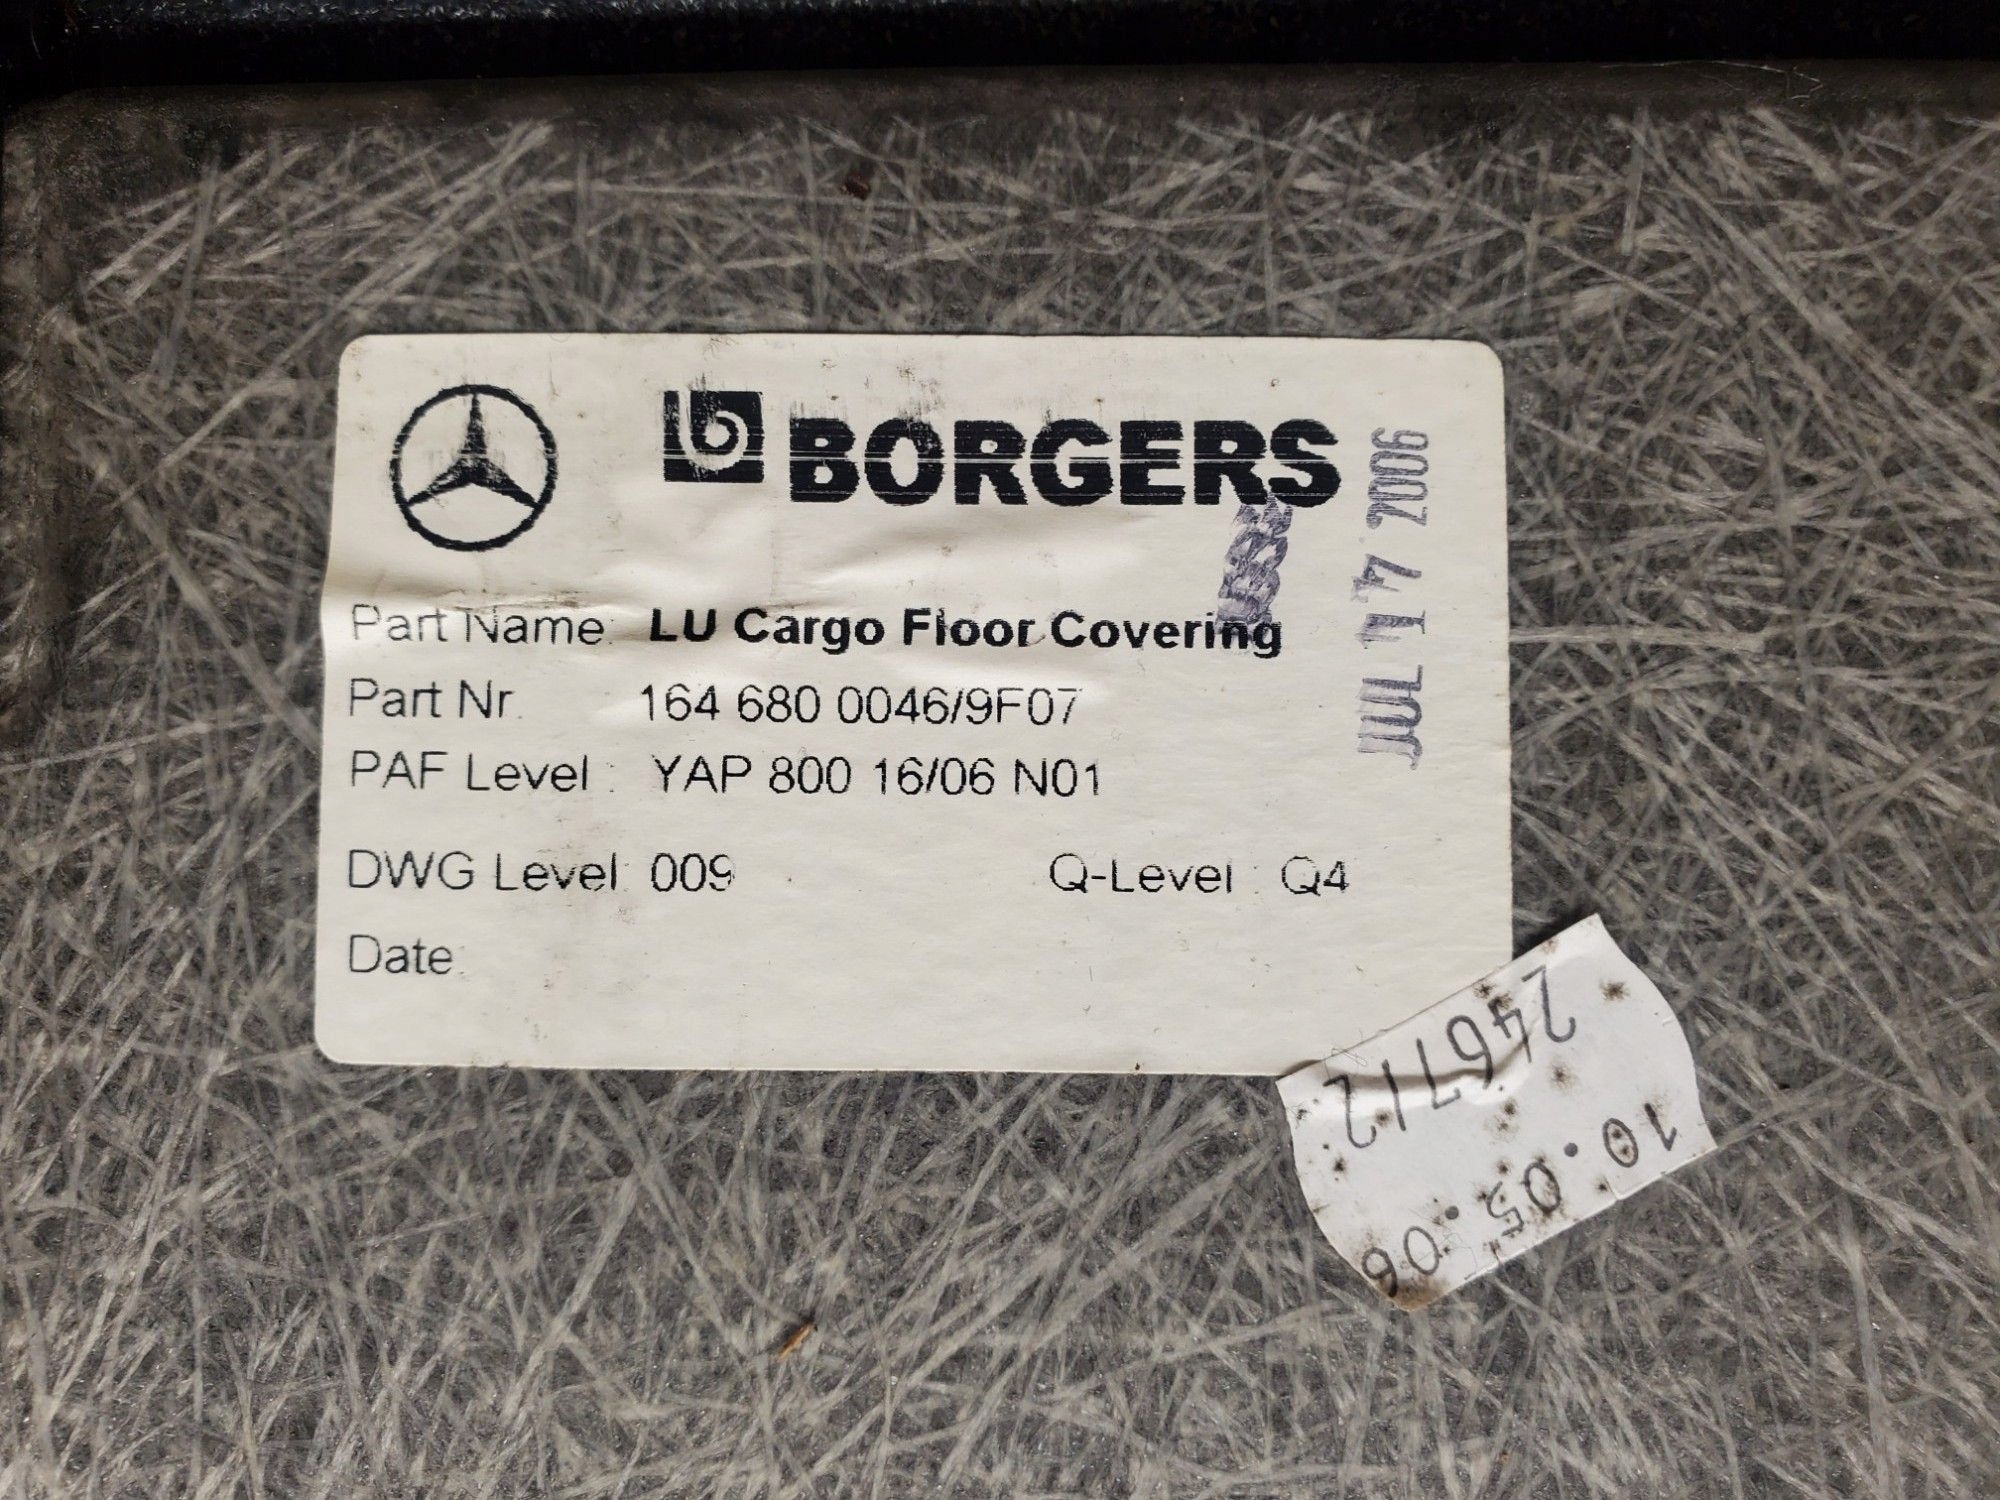 BORGERS
JUL 17 2006
Part Name: LU Cargo Floor Covering
Part Nr. 164 680 0046/9F07
PAF Level : YAP 800 16/06 N01
DWG Level: 009 Q-Level : Q4
Date:
246712
10.05.06